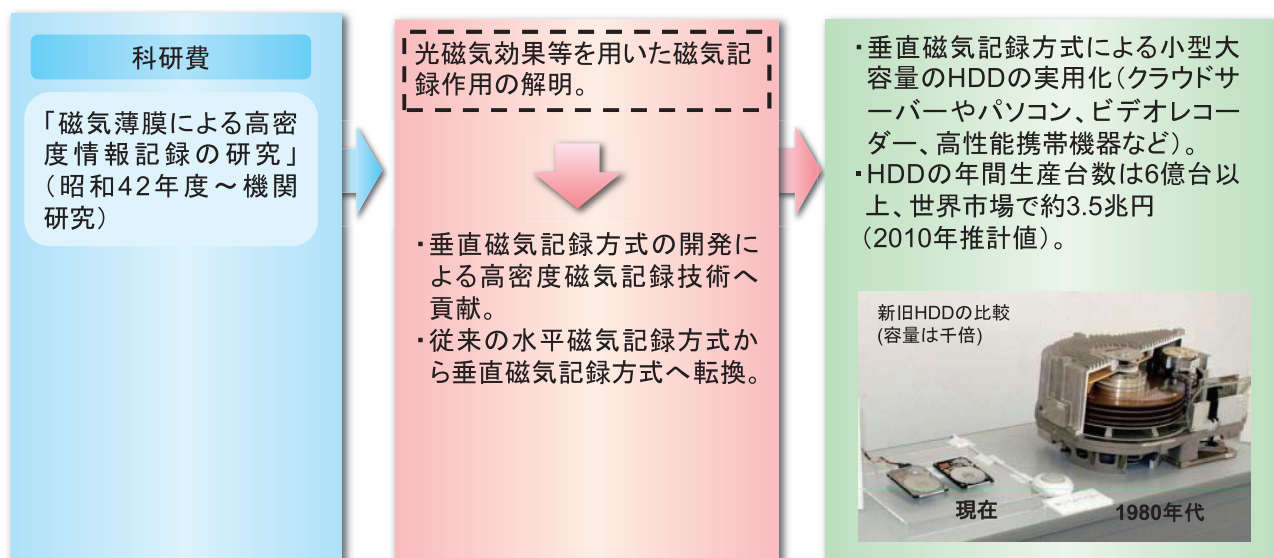 科研費
「磁気薄膜による高密
度情報記録の研究」
（昭和42年度～機関
研究）
光磁気効果等を用いた磁気記
録作用の解明。
・垂直磁気記録方式の開発に
よる高密度磁気記録技術へ
貢献。
・従来の水平磁気記録方式か
ら垂直磁気記録方式へ転換。
・垂直磁気記録方式による小型大
容量のHDDの実用化（クラウドサ
ーバーやパソコン、ビデオレコー
ダー、高性能携帯機器など）。
・HDDの年間生産台数は6億台以
上、世界市場で約3.5兆円
（2010年推計値）。
新旧HDDの比較
(容量は千倍)
現在
1980年代